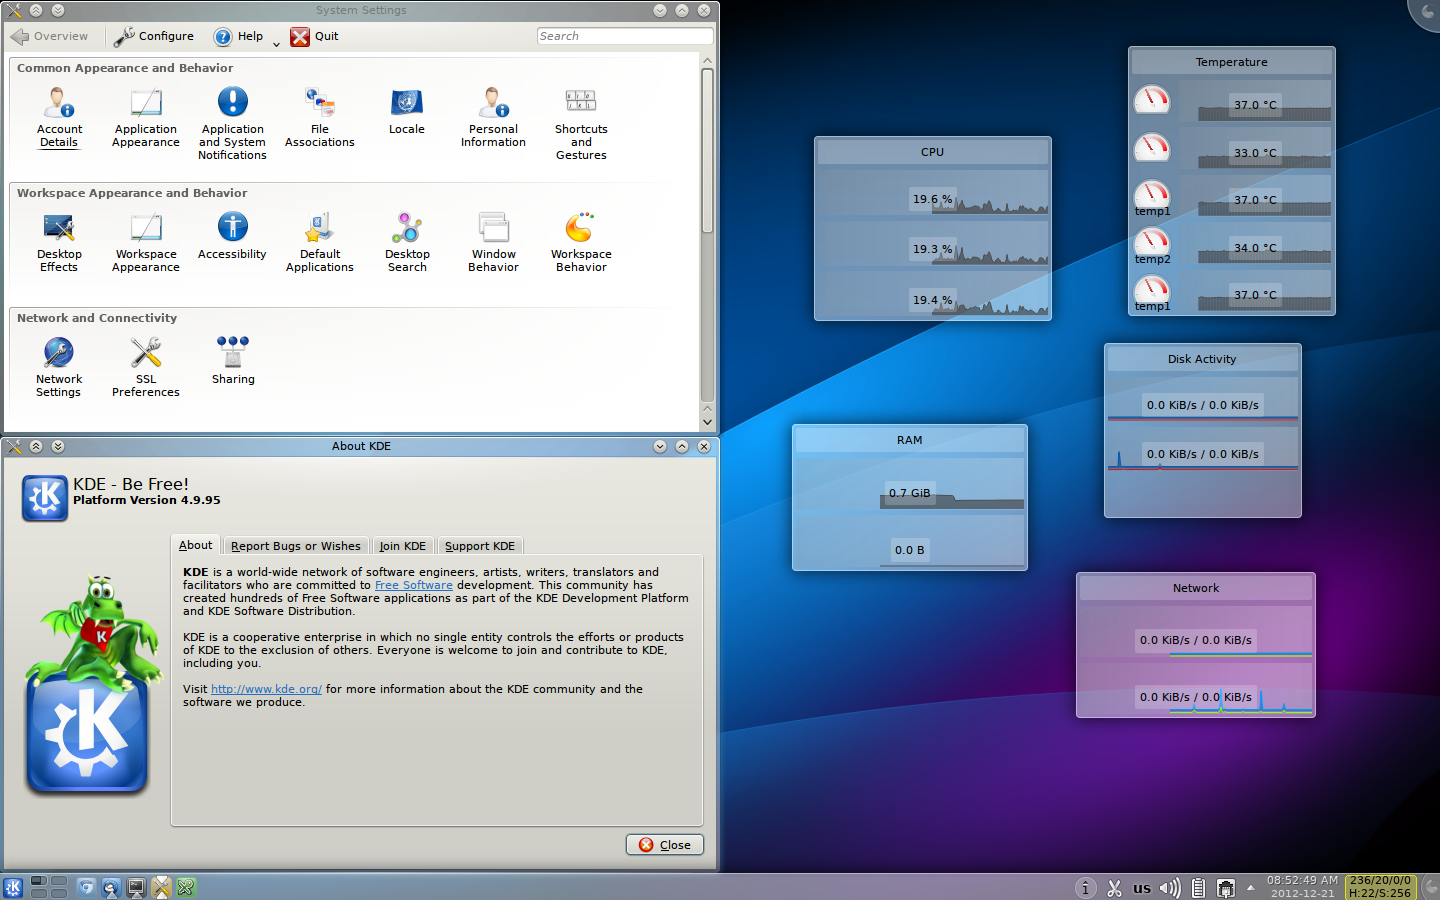 System Settings
Overview Configure Help Quit Search
Common Appearance and Behavior
Account Details
Application Appearance
Application and System Notifications
File Associations
Locale
Personal Information
Shortcuts and Gestures
Workspace Appearance and Behavior
Desktop Effects
Workspace Appearance
Accessibility
Default Applications
Desktop Search
Window Behavior
Workspace Behavior
Network and Connectivity
Network Settings
SSL Preferences
Sharing
About KDE
KDE - Be Free!
Platform Version 4.9.95
About Report Bugs or Wishes Join KDE Support KDE
KDE is a world-wide network of software engineers, artists, writers, translators and
facilitators who are committed to Free Software development. This community has
created hundreds of Free Software applications as part of the KDE Development Platform
and KDE Software Distribution.
KDE is a cooperative enterprise in which no single entity controls the efforts or products
of KDE to the exclusion of others. Everyone is welcome to join and contribute to KDE,
including you.
Visit http://www.kde.org/ for more information about the KDE community and the
software we produce.
Close
CPU
19.6 %
19.3 %
19.4 %
Temperature
37.0 °C
33.0 °C
temp1 37.0 °C
temp2 34.0 °C
temp1 37.0 °C
Disk Activity
0.0 KiB/s / 0.0 KiB/s
0.0 KiB/s / 0.0 KiB/s
RAM
0.7 GiB
0.0 B
Network
0.0 KiB/s / 0.0 KiB/s
0.0 KiB/s / 0.0 KiB/s
us
08:52:49 AM
2012-12-21
236/20/0/0
H:22/S:256